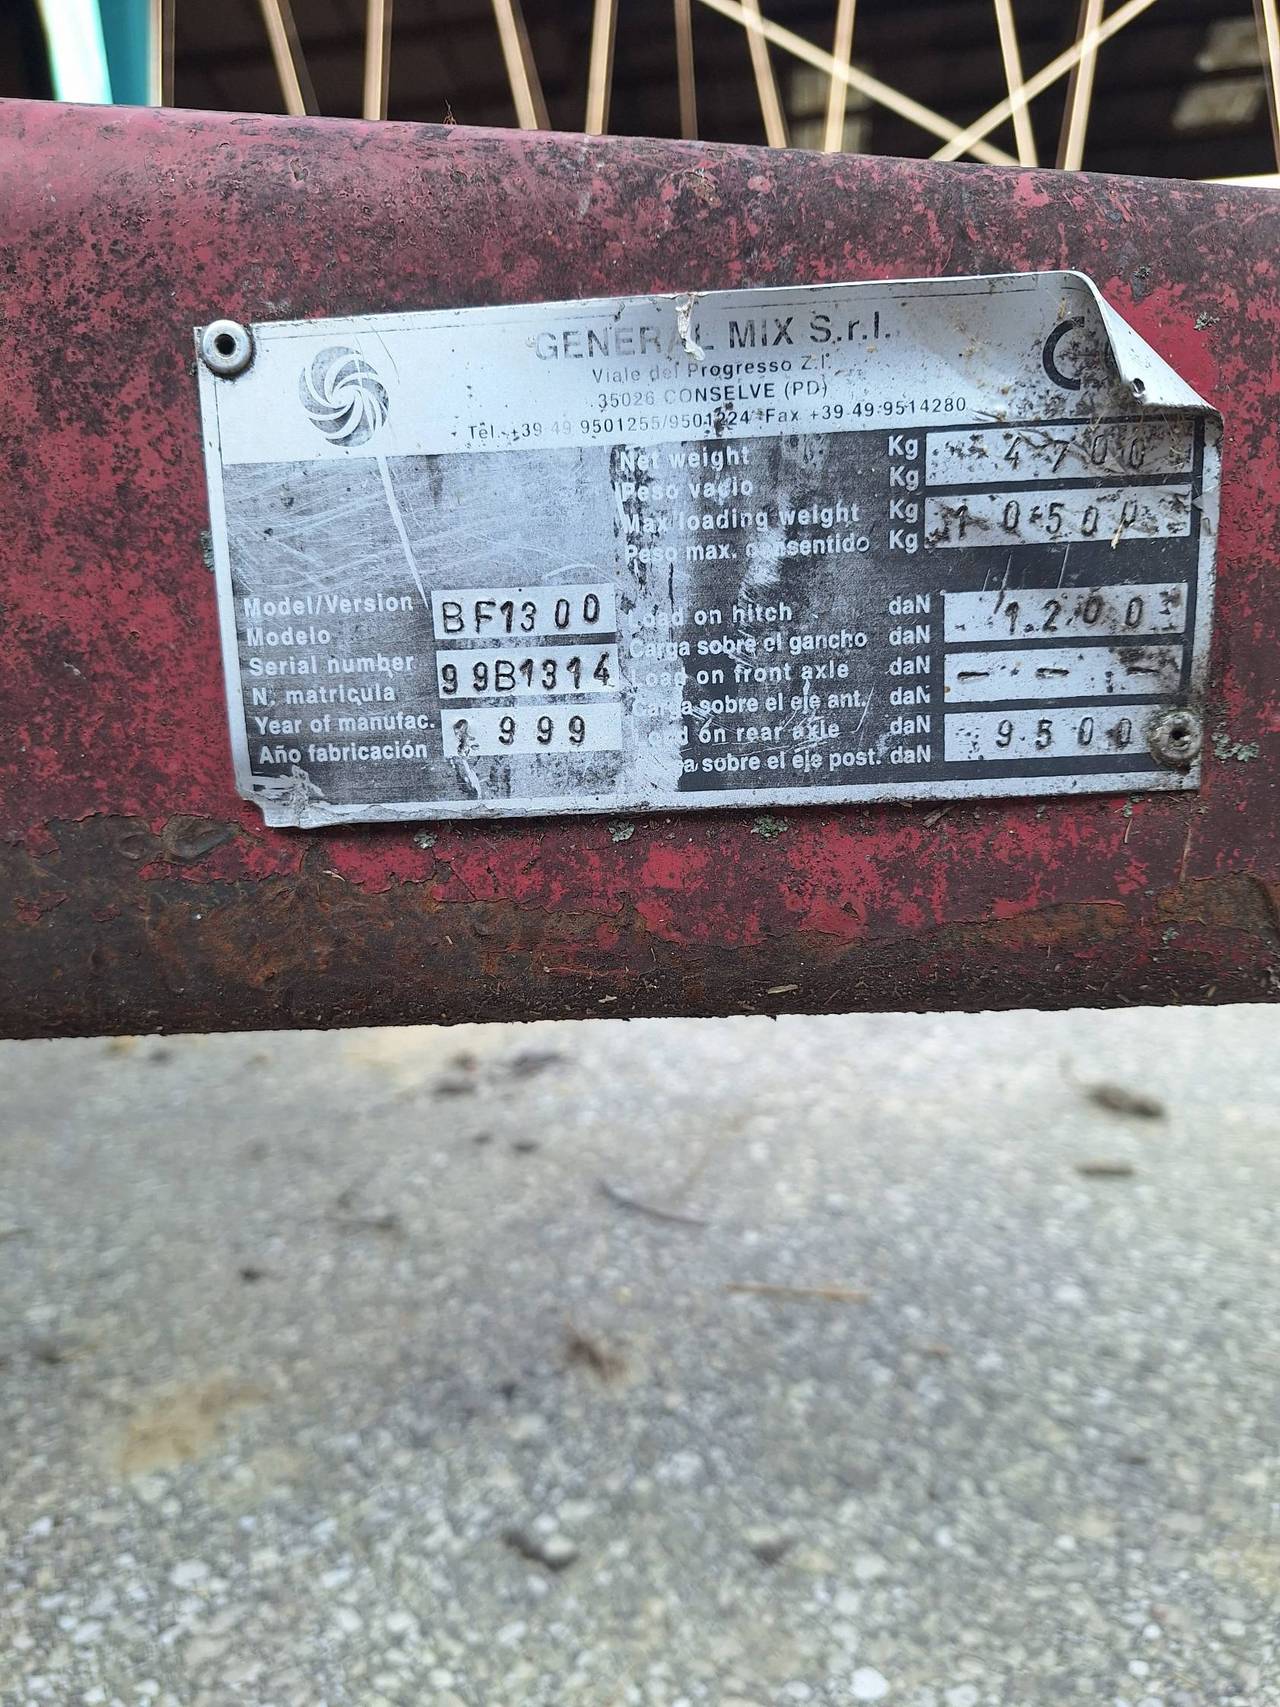 GENERAL MIX S.r.l.
Viale del Progresso Z.I.
35026 CONSELVE (PD)
Tel. +39 49 9501255/9501224 Fax +39 49 9514280
Net weight Kg 4700
Peso vacio Kg
Max loading weight Kg 10500
Peso max. consentido Kg
Model/Version BF1300
Modelo
Serial number 99B1314
N. matricula
Year of manufac. 1999
Año fabricación
Load on hitch daN 1200
Carga sobre el gancho daN
Load on front axle daN - - -
Carga sobre el eje ant. daN
Load on rear axle daN 9500
sobre el eje post. daN